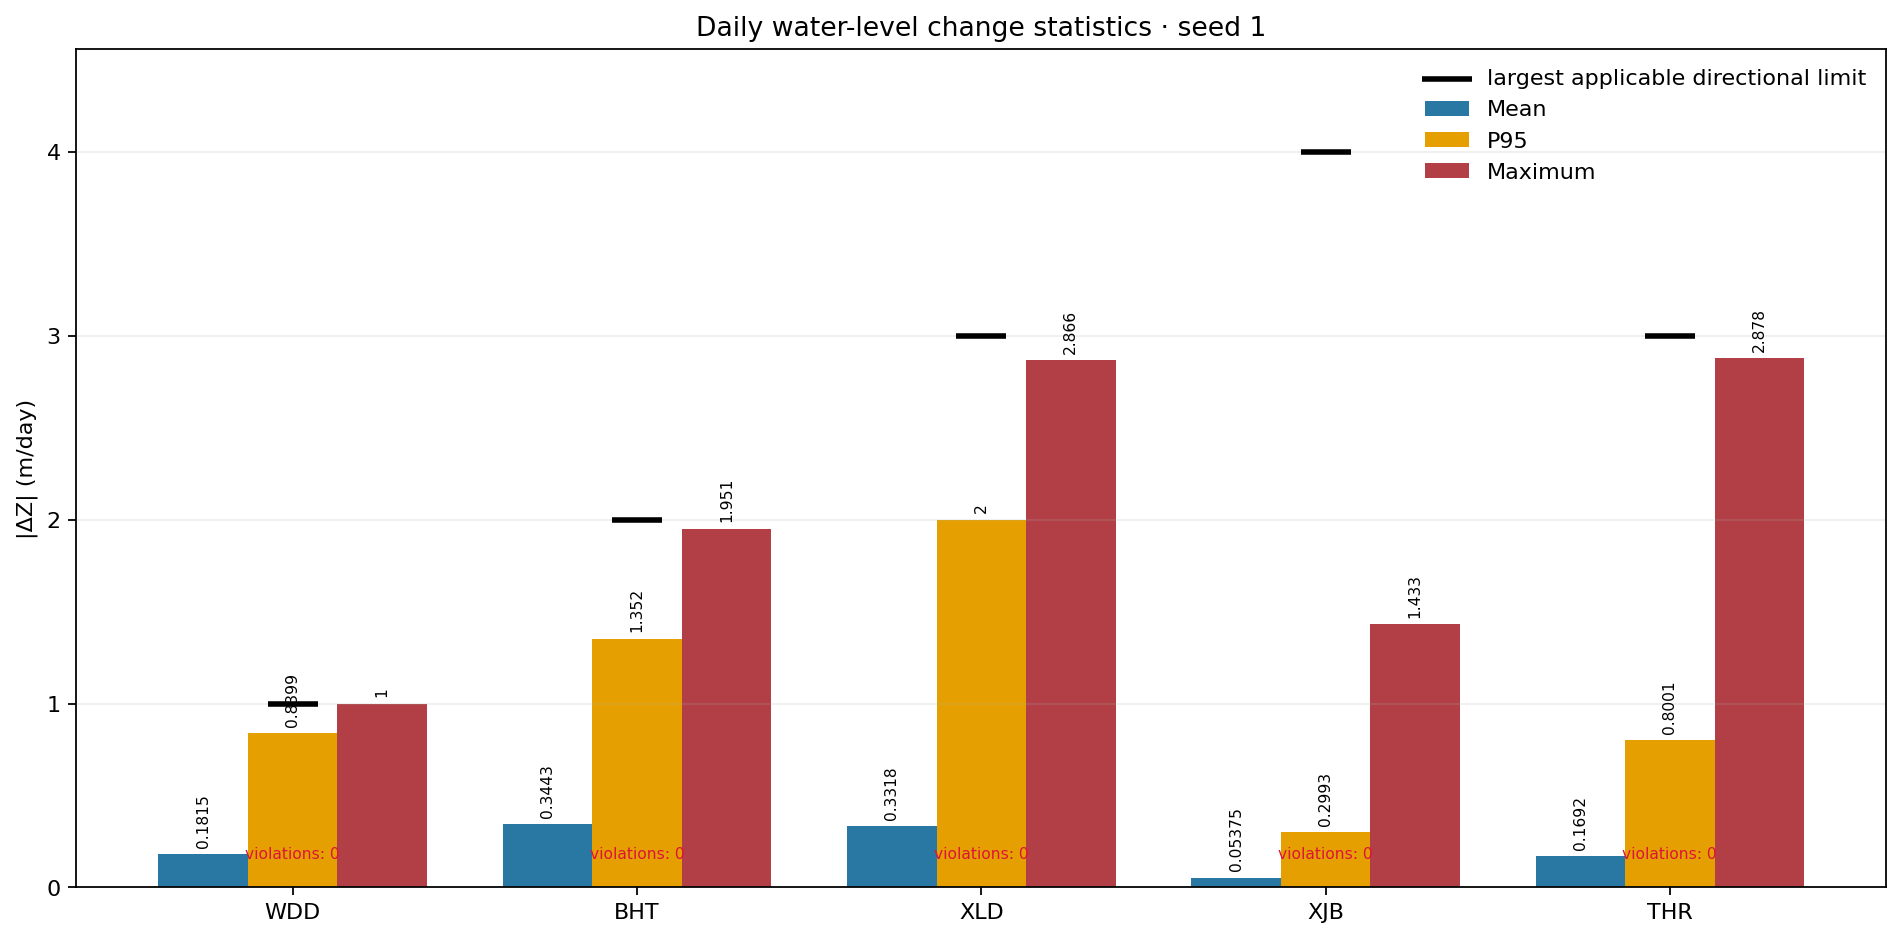 Daily water-level change statistics · seed 1
largest applicable directional limit
Mean
P95
Maximum
|ΔZ| (m/day)
4
3
2
1
0
0.1815
0.8399
1
0.3443
1.352
1.951
0.3318
2
2.866
0.05375
0.2993
1.433
0.1692
0.8001
2.878
violations: 0
violations: 0
violations: 0
violations: 0
violations: 0
WDD
BHT
XLD
XJB
THR